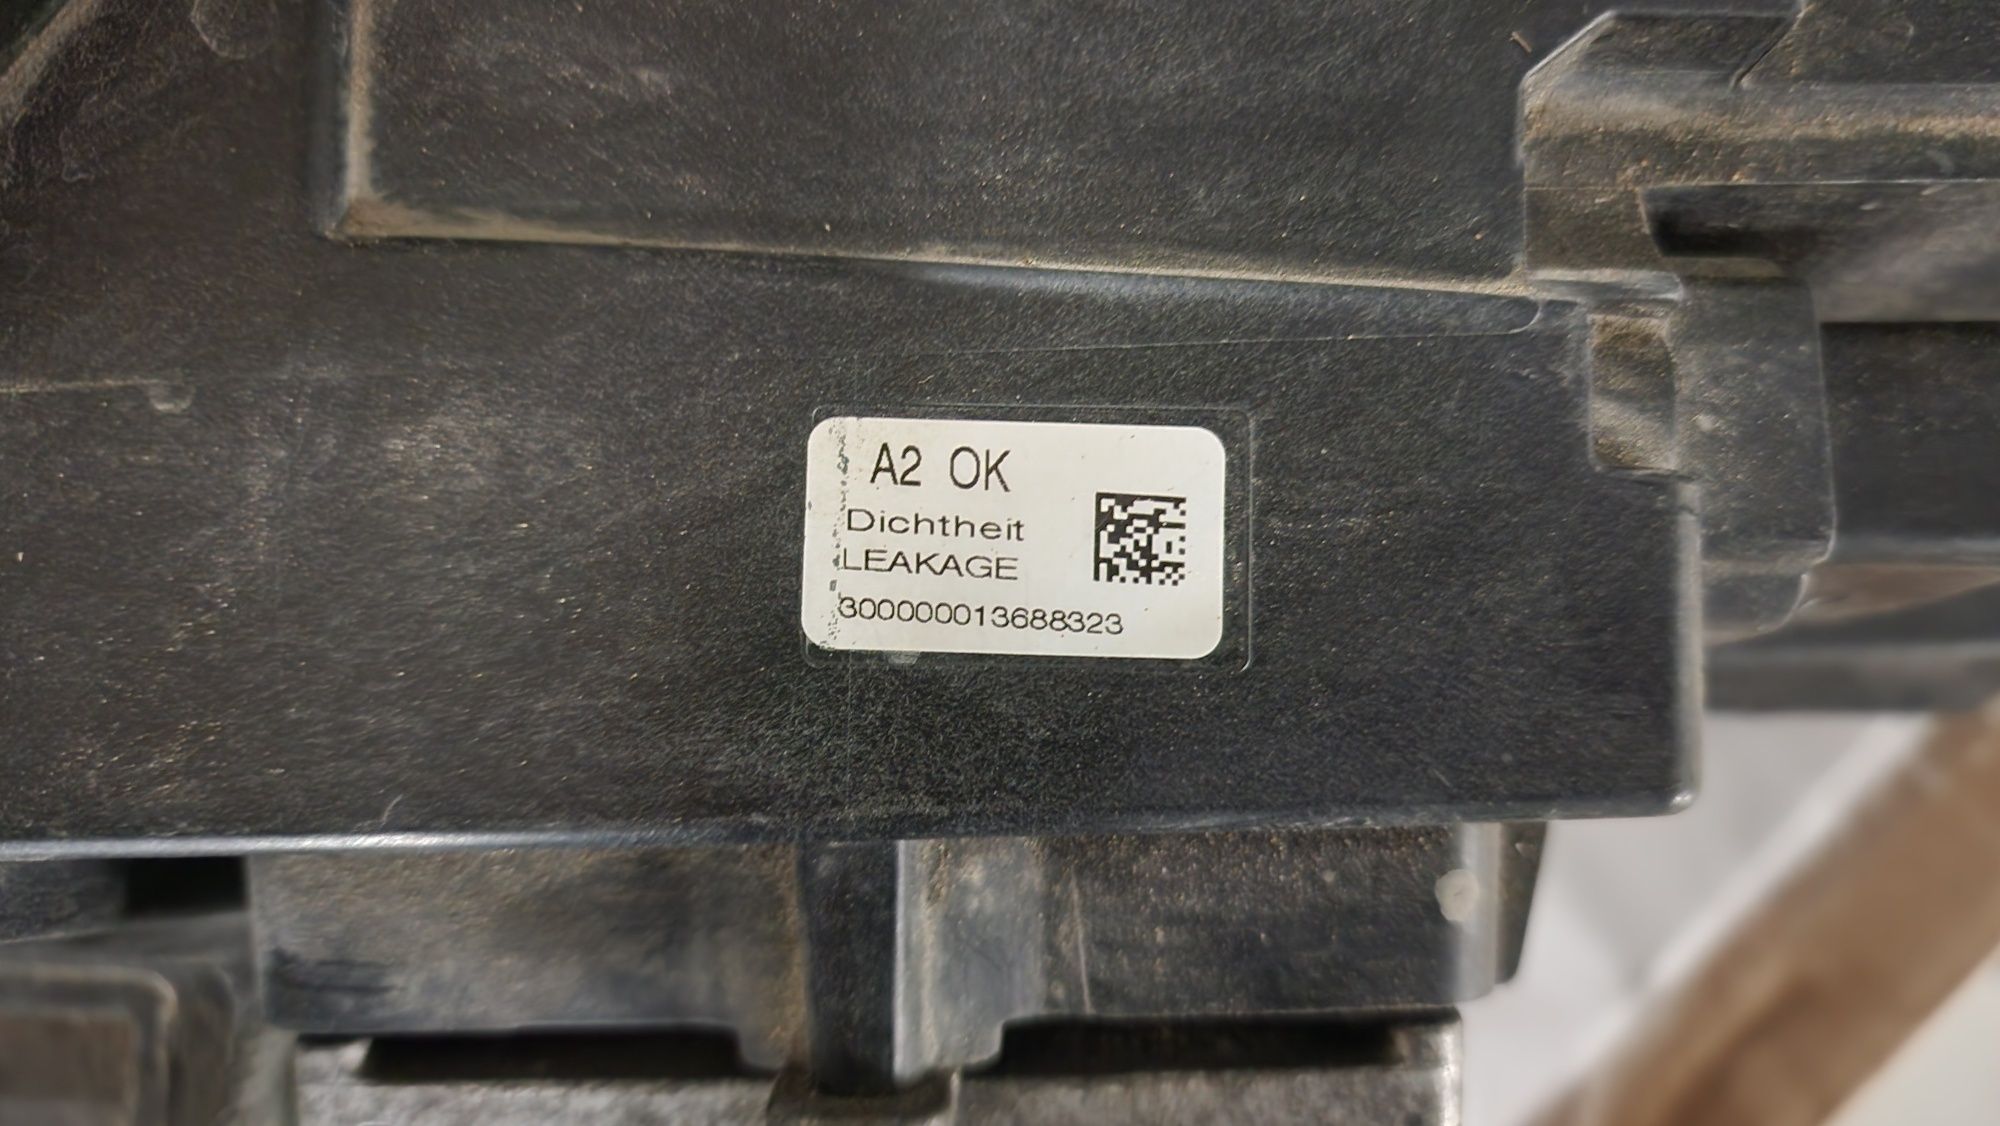 A2 OK
Dichtheit
LEAKAGE
300000013688323